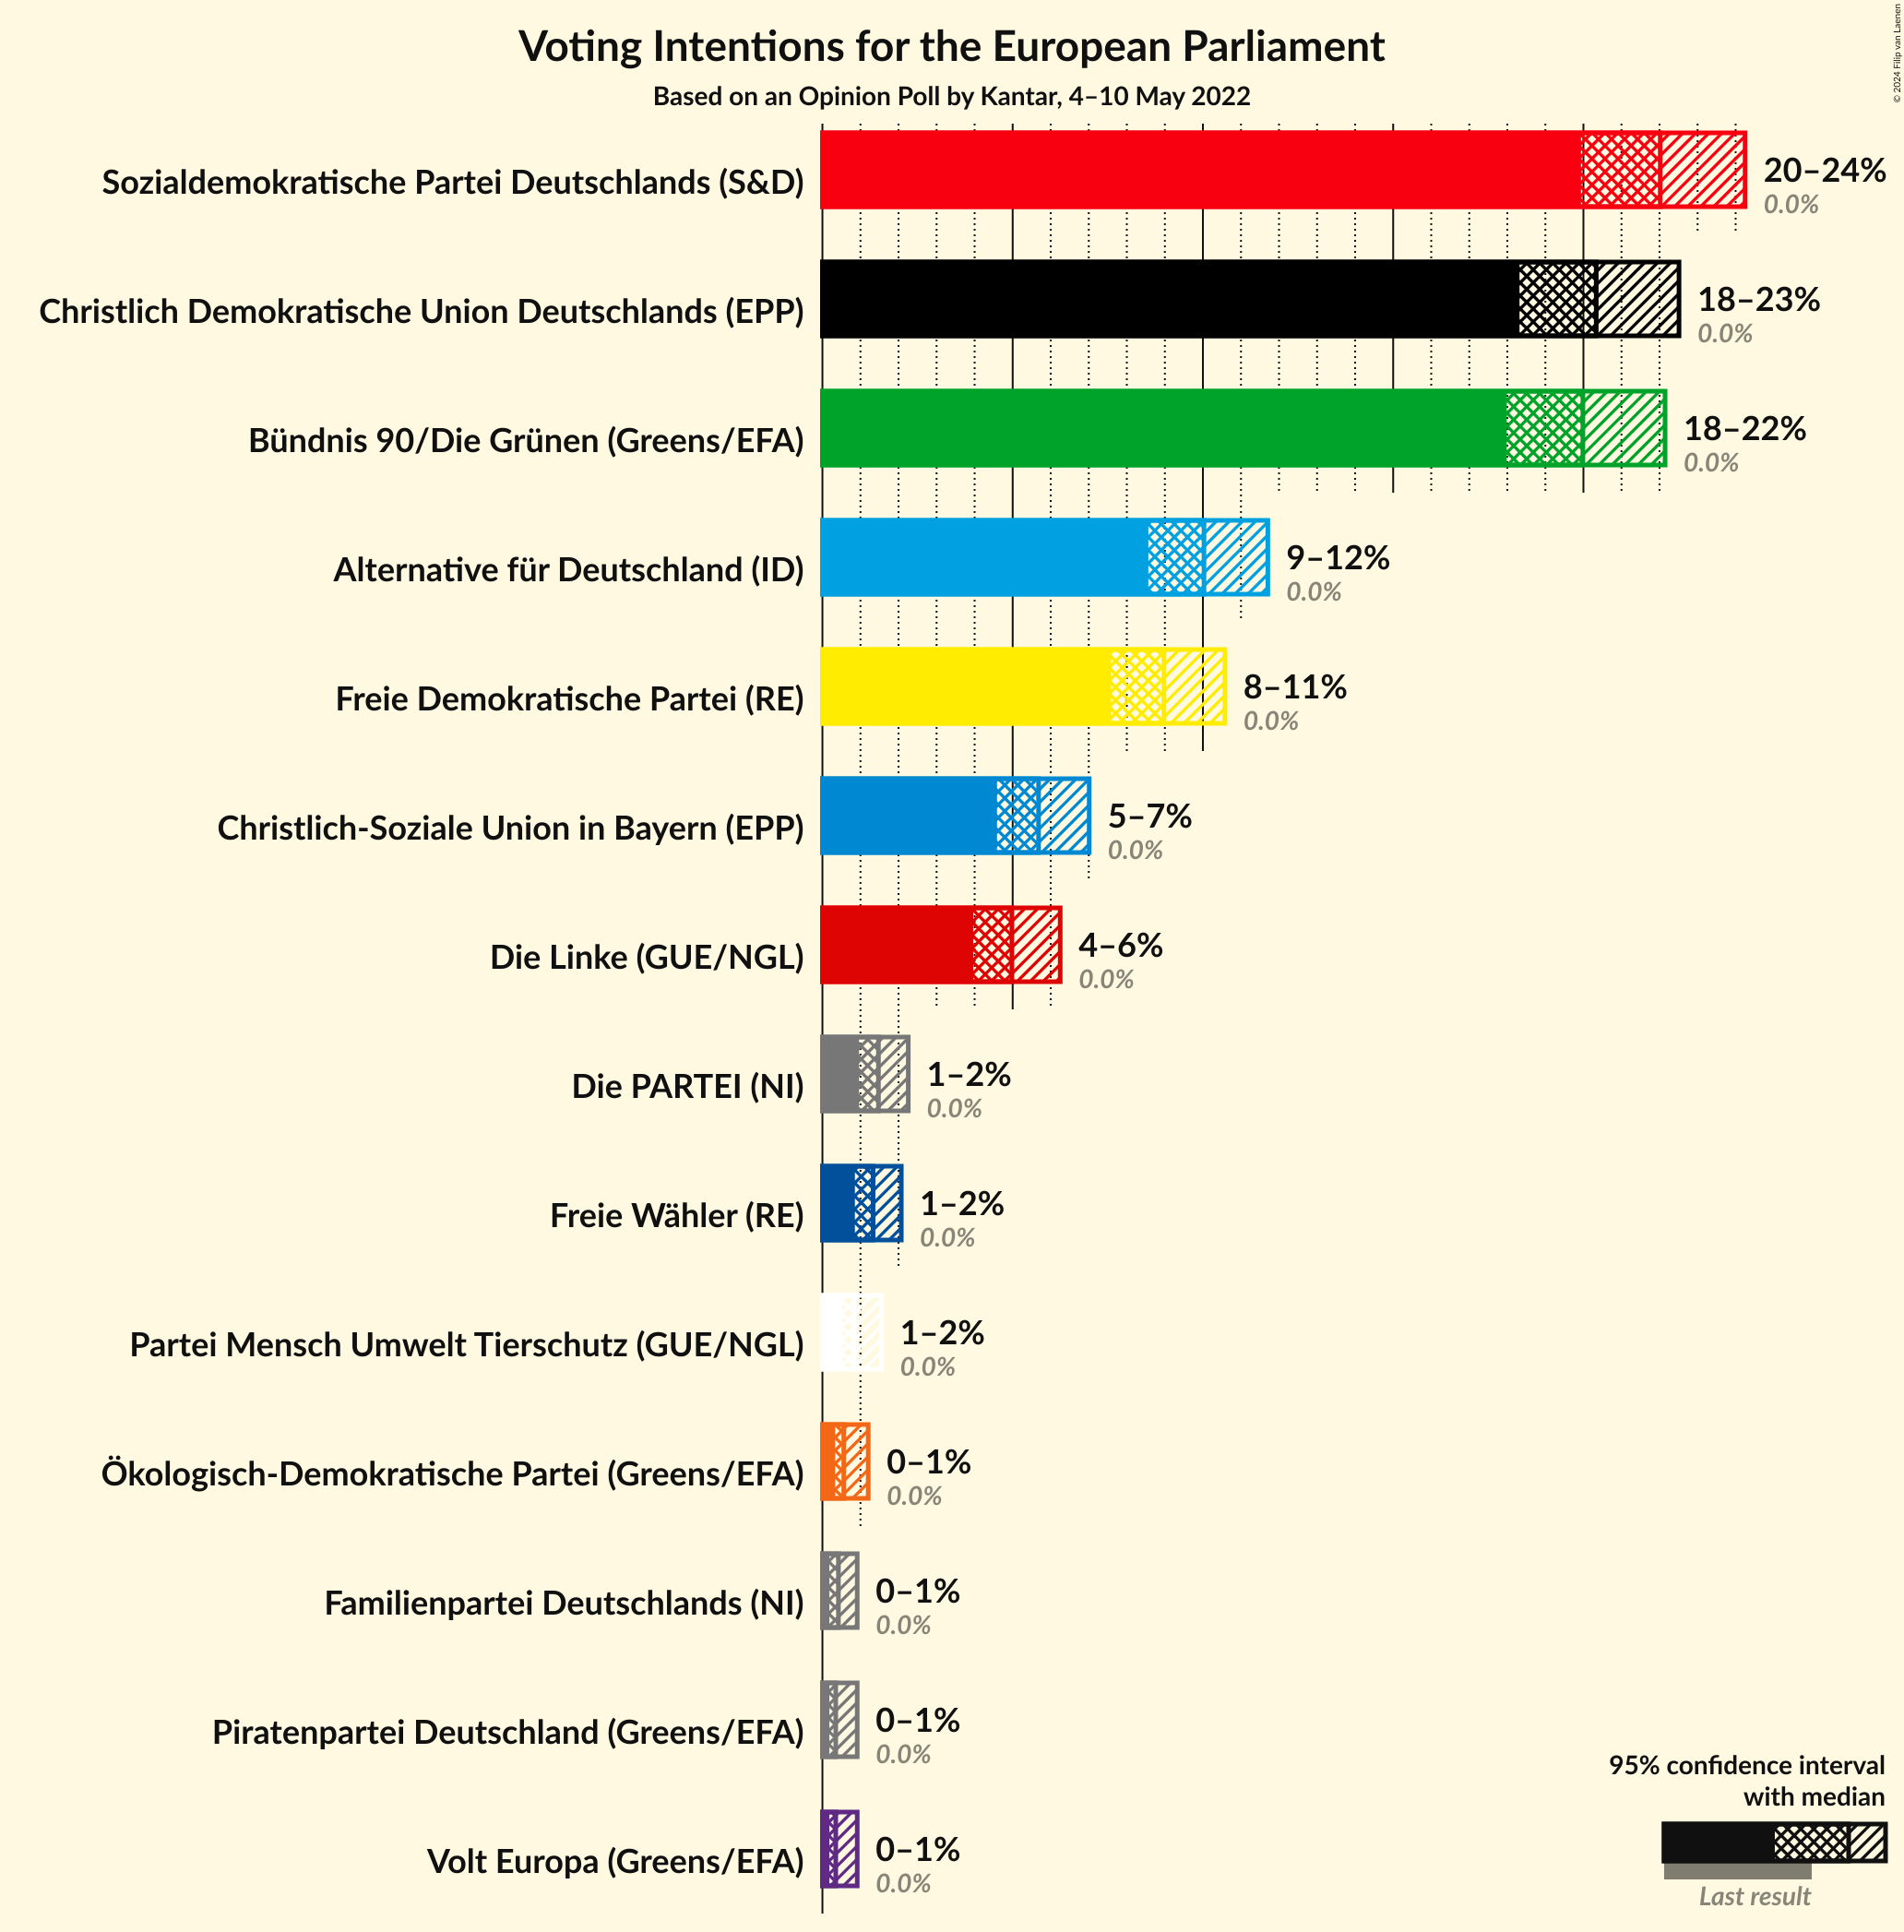 Voting Intentions for the European Parliament
Based on an Opinion Poll by Kantar, 4–10 May 2022
© 2024 Filip van Laenen
Sozialdemokratische Partei Deutschlands (S&D)
20–24%
0.0%
Christlich Demokratische Union Deutschlands (EPP)
18–23%
0.0%
Bündnis 90/Die Grünen (Greens/EFA)
18–22%
0.0%
Alternative für Deutschland (ID)
9–12%
0.0%
Freie Demokratische Partei (RE)
8–11%
0.0%
Christlich-Soziale Union in Bayern (EPP)
5–7%
0.0%
Die Linke (GUE/NGL)
4–6%
0.0%
Die PARTEI (NI)
1–2%
0.0%
Freie Wähler (RE)
1–2%
0.0%
Partei Mensch Umwelt Tierschutz (GUE/NGL)
1–2%
0.0%
Ökologisch-Demokratische Partei (Greens/EFA)
0–1%
0.0%
Familienpartei Deutschlands (NI)
0–1%
0.0%
Piratenpartei Deutschland (Greens/EFA)
0–1%
0.0%
Volt Europa (Greens/EFA)
0–1%
0.0%
95% confidence interval
with median
Last result